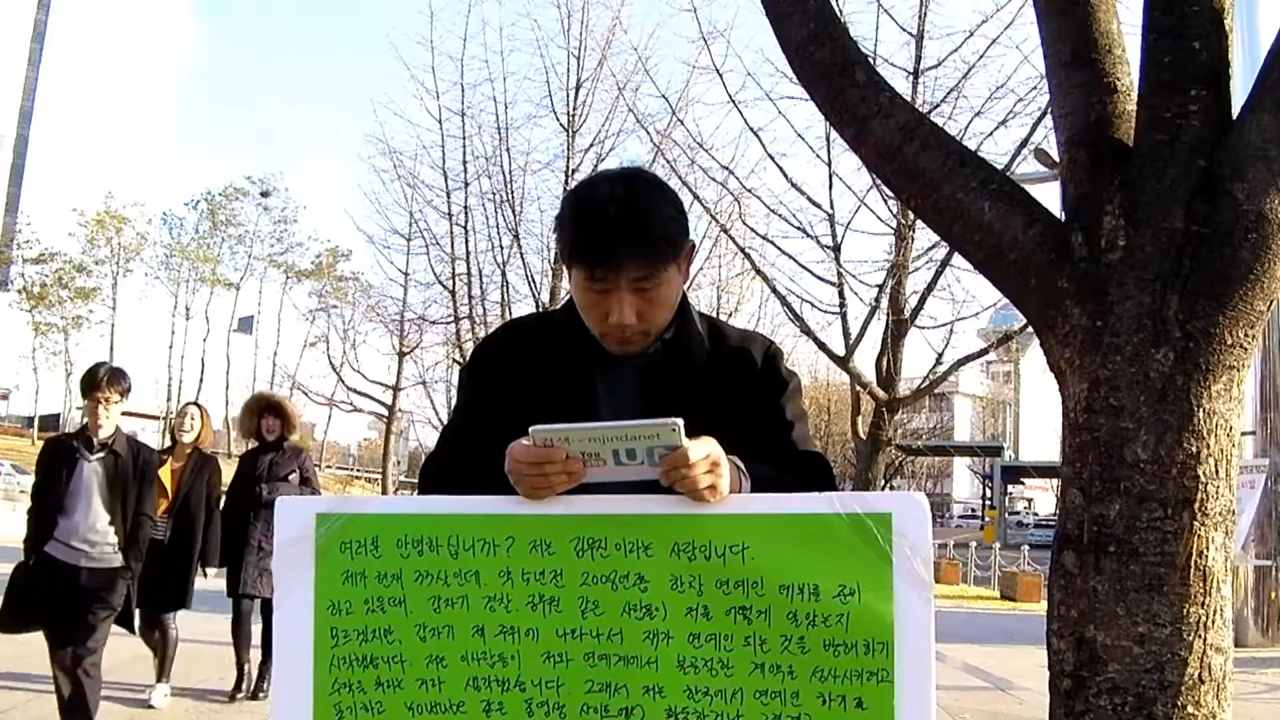 검색: mjindanet
You
Tube
여러분 안녕하십니까? 저는 김우진이라는 사람입니다.
제가 현재 33살인데. 약 5년전 2008년쯤 한창 연예인 데뷔를 준비
하고 있을때, 갑자기 경찰. 공무원 같은 사람들이 저를 어떻게 알았는지
모르겠지만, 갑자기 제 주위에 나타나서 제가 연예인 되는 것을 방해하기
시작했습니다. 저는 이사람들이 저와 연예계에서 불공정한 계약을 성사시키려고
수작을 부리는 거라 생각했습니다. 그래서 저는 한국에서 연예인 하기를
포기하고 Youtube 같은 동영상 사이트에서